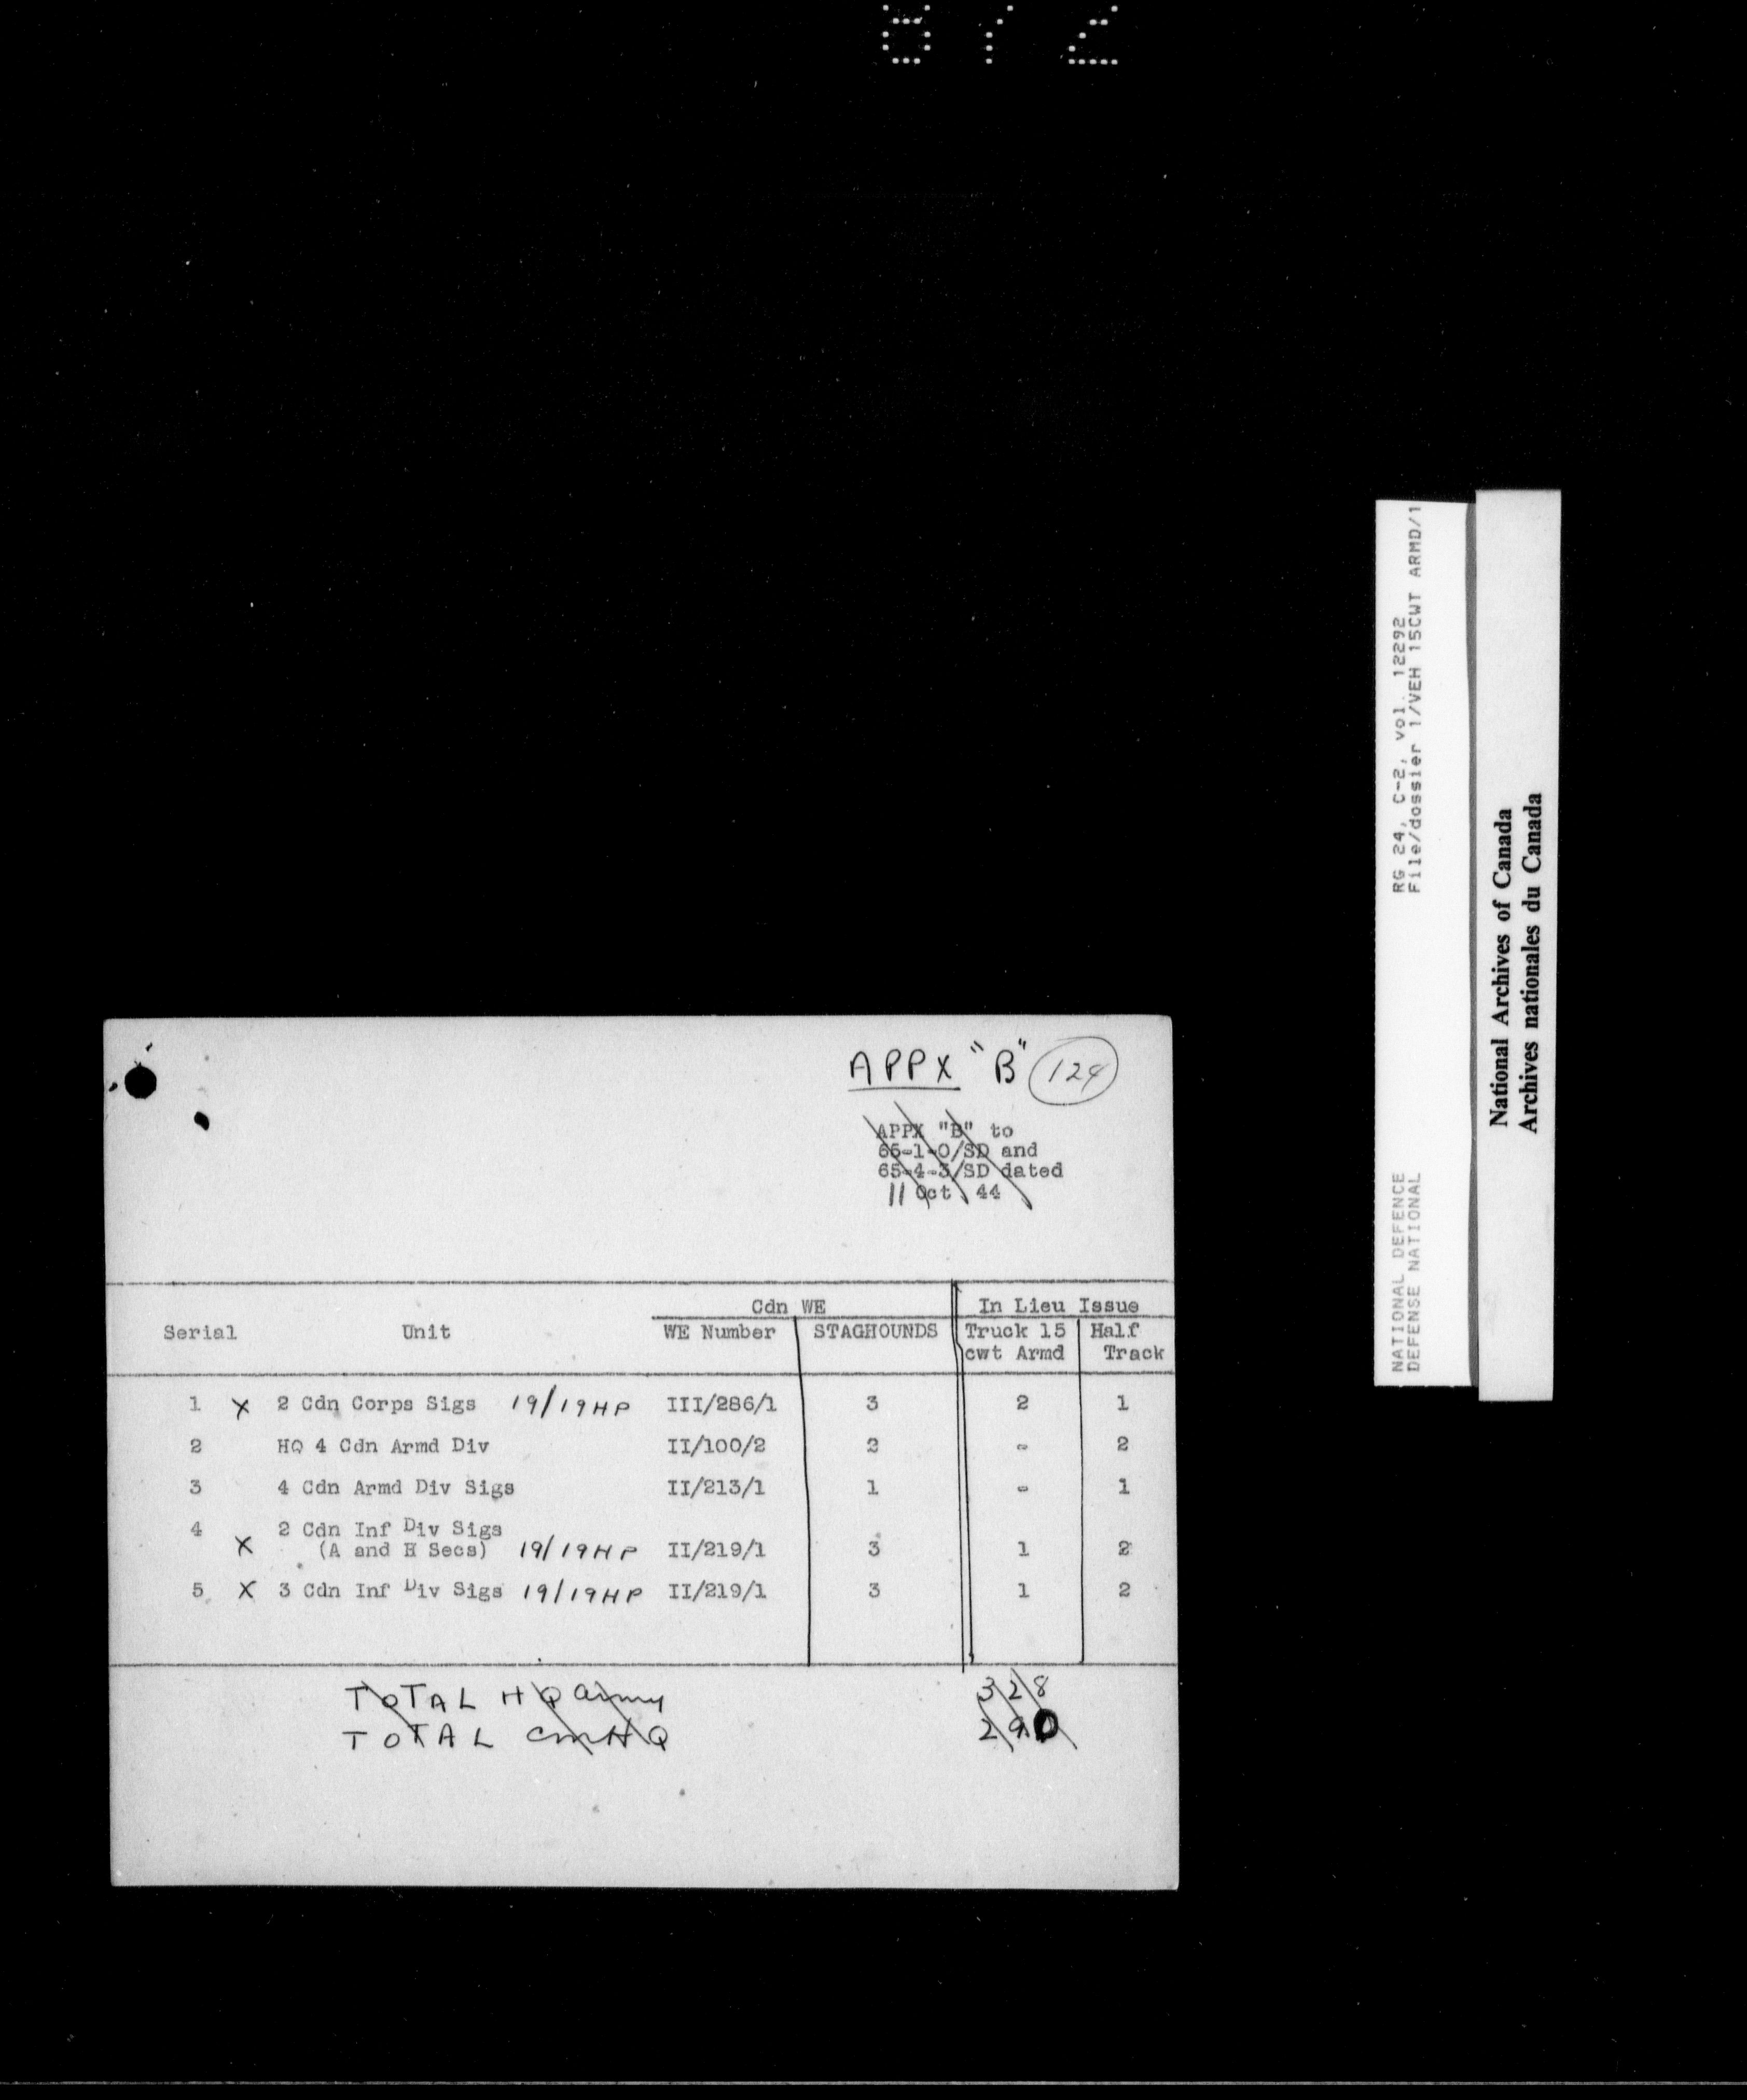 APPX "B" 124
APPX "B" to
65-1-0/SD and
65-4-3/SD dated
11 Oct 44
Cdn WE In Lieu Issue
Serial Unit WE Number STAGHOUNDS Truck 15 cwt Armd Half Track
1 X 2 Cdn Corps Sigs 19/19HP III/286/1 3 2 1
2 HQ 4 Cdn Armd Div II/100/2 2 - 2
3 4 Cdn Armd Div Sigs II/213/1 1 - 1
4 2 Cdn Inf Div Sigs
X (A and H Secs) 19/19HP II/219/1 3 1 2
5 X 3 Cdn Inf Div Sigs 19/19HP II/219/1 3 1 2
TOTAL HQ Army 328
TOTAL CMHQ 290
NATIONAL DEFENCE RG 24, C-2, vol. 12292
DEFENSE NATIONAL File/dossier 1/VEH 15CWT ARMD/1
National Archives of Canada
Archives nationales du Canada